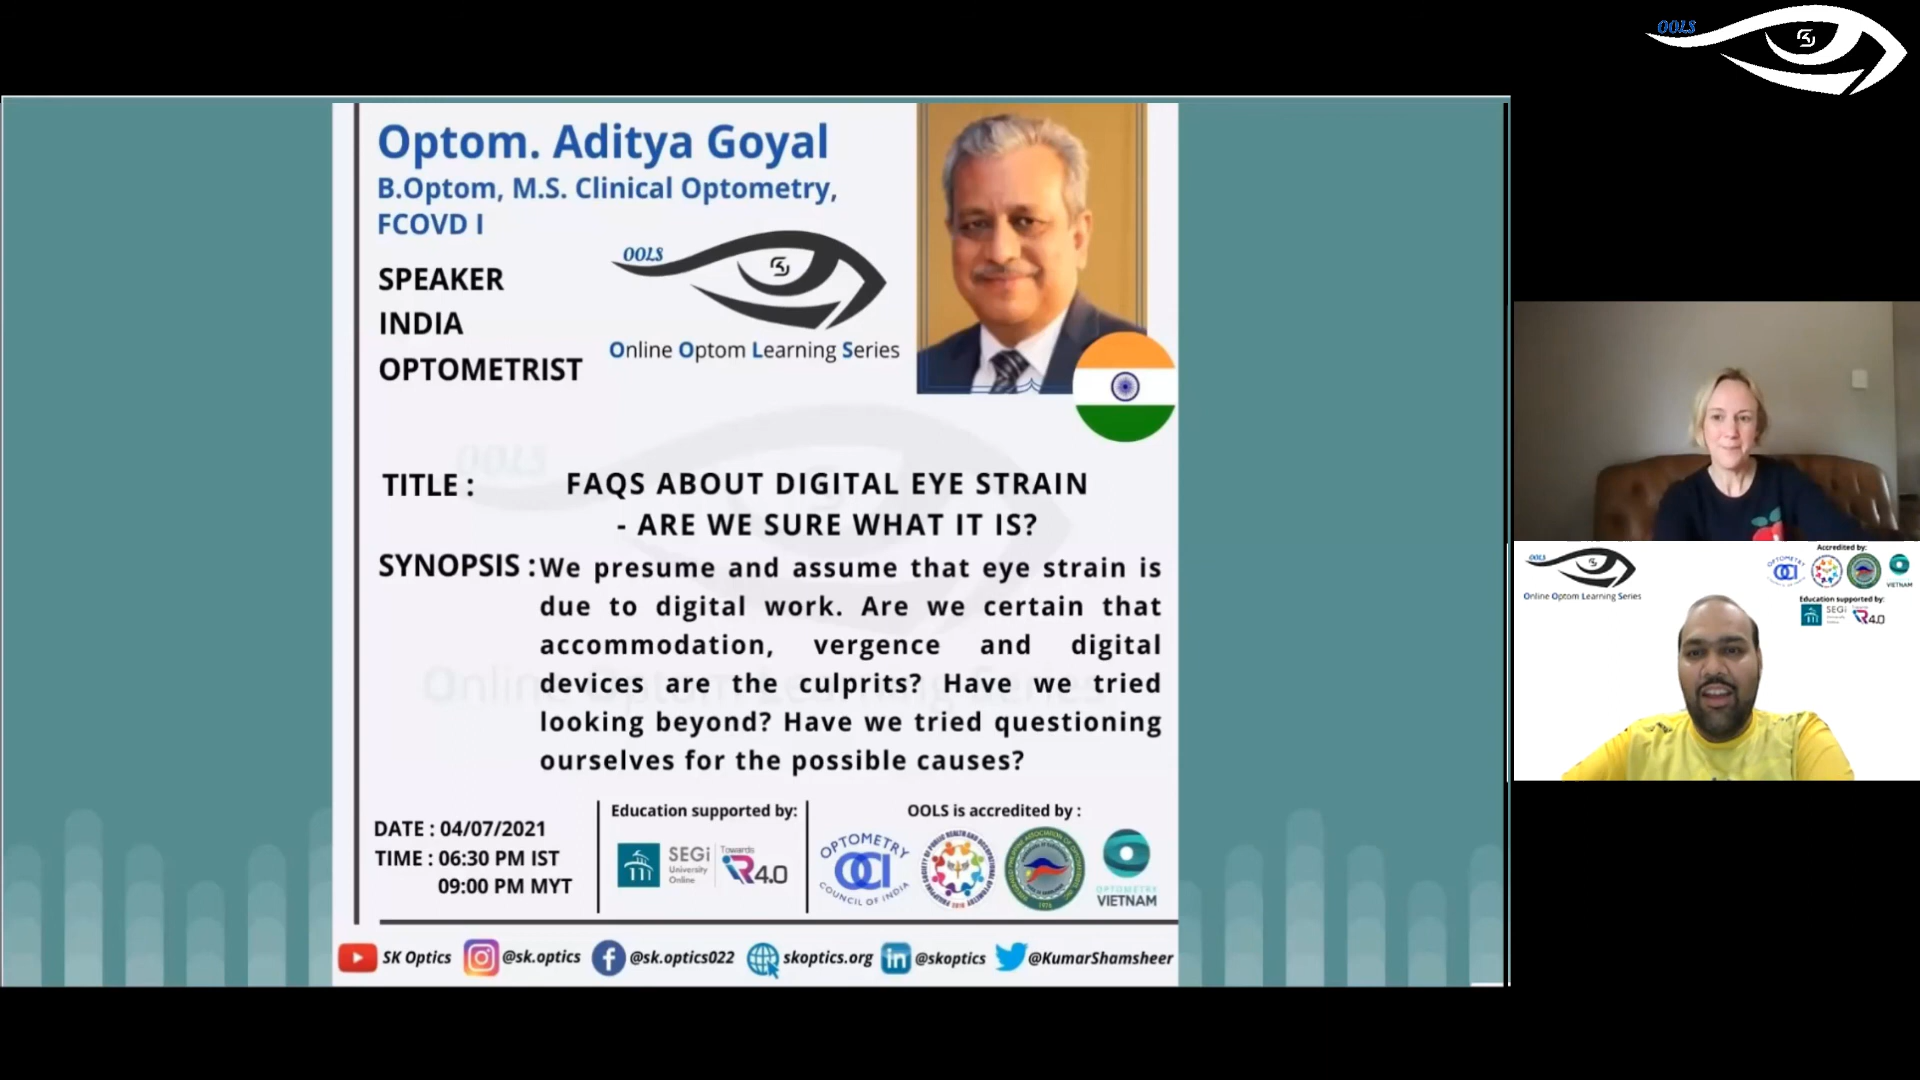 OOLS
Optom. Aditya Goyal
B.Optom, M.S. Clinical Optometry,
FCOVD I
SPEAKER
INDIA
OPTOMETRIST
OOLS
Online Optom Learning Series
TITLE :
FAQS ABOUT DIGITAL EYE STRAIN
- ARE WE SURE WHAT IT IS?
SYNOPSIS :
We presume and assume that eye strain is
due to digital work. Are we certain that
accommodation, vergence and digital
devices are the culprits? Have we tried
looking beyond? Have we tried questioning
ourselves for the possible causes?
DATE : 04/07/2021
TIME : 06:30 PM IST
09:00 PM MYT
Education supported by:
SEGi
University
Online
Towards
IR4.0
OOLS is accredited by :
OPTOMETRY
OCI
COUNCIL OF INDIA
OPTOMETRY
VIETNAM
SK Optics
@sk.optics
@sk.optics022
skoptics.org
@skoptics
@KumarShamsheer
OOLS
Online Optom Learning Series
Accredited by:
OPTOMETRY
OCI
VIETNAM
Education supported by:
SEGi
IR4.0